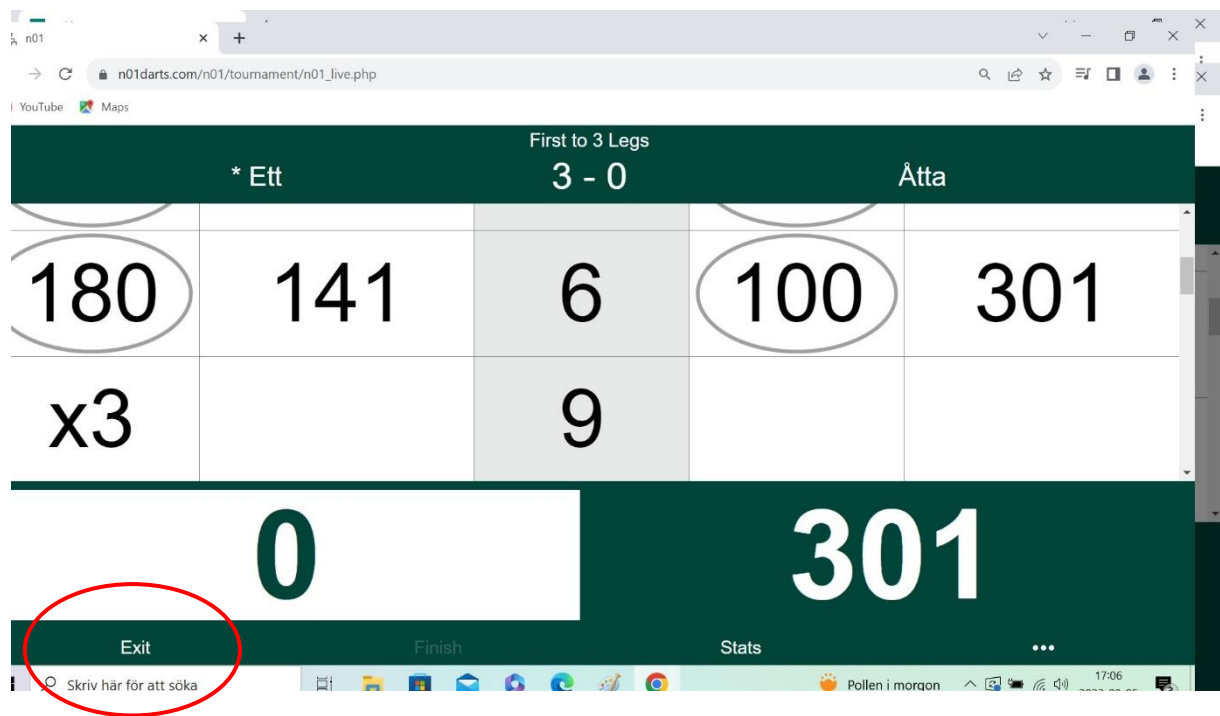 n01
n01darts.com/n01/tournament/n01_live.php
YouTube Maps
First to 3 Legs
* Ett 3 - 0 Åtta
180 141 6 100 301
x3 9
0 301
Exit Finish Stats •••
Skriv här för att söka Pollen i morgon 17:06